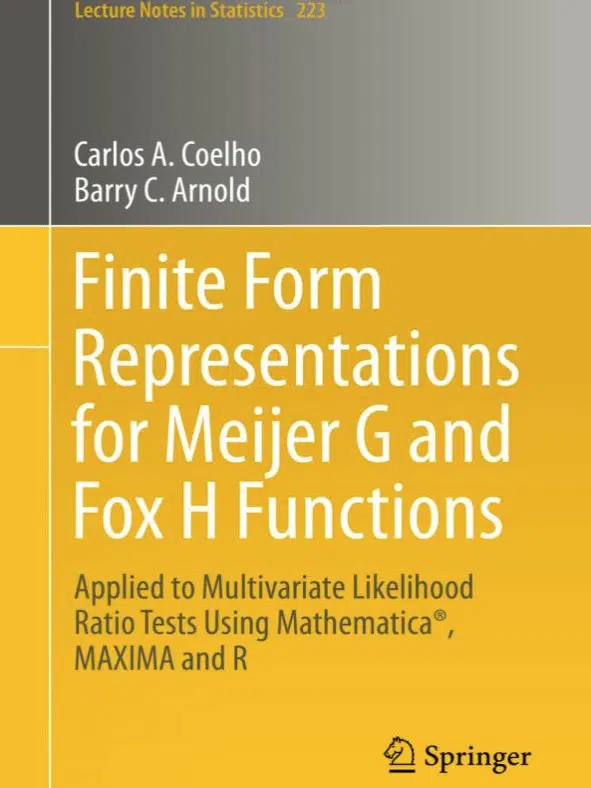 Lecture Notes in Statistics 223
Carlos A. Coelho
Barry C. Arnold
Finite Form
Representations
for Meijer G and
Fox H Functions
Applied to Multivariate Likelihood
Ratio Tests Using Mathematica®,
MAXIMA and R
Springer